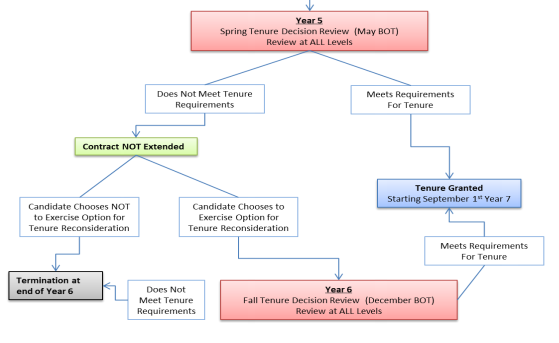 Year 5
Spring Tenure Decision Review (May BOT)
Review at ALL Levels
Does Not Meet Tenure
Requirements
Meets Requirements
For Tenure
Contract NOT Extended
Tenure Granted
Starting September 1st Year 7
Candidate Chooses NOT
to Exercise Option for
Tenure Reconsideration
Candidate Chooses to
Exercise Option for
Tenure Reconsideration
Meets Requirements
For Tenure
Termination at
end of Year 6
Does Not
Meet Tenure
Requirements
Year 6
Fall Tenure Decision Review (December BOT)
Review at ALL Levels